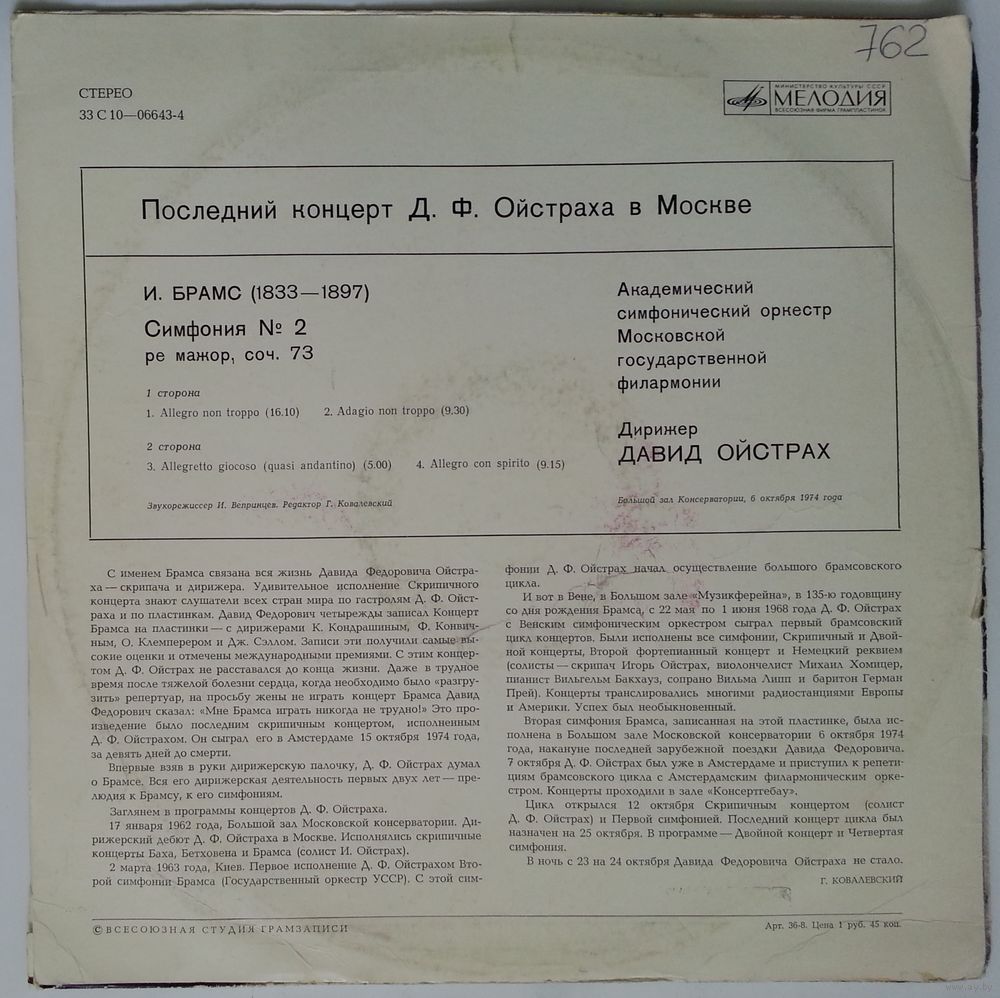 762
СТЕРЕО
33 С 10—06643-4
МИНИСТЕРСТВО КУЛЬТУРЫ СССР
МЕЛОДИЯ
ВСЕСОЮЗНАЯ ФИРМА ГРАМПЛАСТИНОК
Последний концерт Д. Ф. Ойстраха в Москве
И. БРАМС (1833—1897)
Симфония № 2
ре мажор, соч. 73
1 сторона
1. Allegro non troppo (16.10) 2. Adagio non troppo (9.30)
2 сторона
3. Allegretto giocoso (quasi andantino) (5.00) 4. Allegro con spirito (9.15)
Звукорежиссер И. Вепринцев. Редактор Г. Ковалевский
Академический
симфонический оркестр
Московской
государственной
филармонии
Дирижер
ДАВИД ОЙСТРАХ
Большой зал Консерватории, 6 октября 1974 года
С именем Брамса связана вся жизнь Давида Федоровича Ойстра-
ха — скрипача и дирижера. Удивительное исполнение Скрипичного
концерта знают слушатели всех стран мира по гастролям Д. Ф. Ойст-
раха и по пластинкам. Давид Федорович четырежды записал Концерт
Брамса на пластинки — с дирижерами К. Кондрашиным, Ф. Конвич-
ным, О. Клемперером и Дж. Сэллом. Записи эти получили самые вы-
сокие оценки и отмечены международными премиями. С этим концер-
том Д. Ф. Ойстрах не расставался до конца жизни. Даже в трудное
время после тяжелой болезни сердца, когда необходимо было «разгру-
зить» репертуар, на просьбу жены не играть концерт Брамса Давид
Федорович сказал: «Мне Брамса играть никогда не трудно!» Это про-
изведение было последним скрипичным концертом, исполненным
Д. Ф. Ойстрахом. Он сыграл его в Амстердаме 15 октября 1974 года,
за девять дней до смерти.
Впервые взяв в руки дирижерскую палочку, Д. Ф. Ойстрах думал
о Брамсе. Вся его дирижерская деятельность первых двух лет — пре-
людия к Брамсу, к его симфониям.
Заглянем в программы концертов Д. Ф. Ойстраха.
17 января 1962 года, Большой зал Московской консерватории. Ди-
рижерский дебют Д. Ф. Ойстраха в Москве. Исполнялись скрипичные
концерты Баха, Бетховена и Брамса (солист И. Ойстрах).
2 марта 1963 года, Киев. Первое исполнение Д. Ф. Ойстрахом Вто-
рой симфонии Брамса (Государственный оркестр УССР). С этой сим-
фонии Д. Ф. Ойстрах начал осуществление большого брамсовского
цикла.
И вот в Вене, в Большом зале «Музикферейна», в 135-ю годовщину
со дня рождения Брамса, с 22 мая по 1 июня 1968 года Д. Ф. Ойстрах
с Венским симфоническим оркестром сыграл первый брамсовский
цикл концертов. Были исполнены все симфонии, Скрипичный и Двой-
ной концерты, Второй фортепианный концерт и Немецкий реквием
(солисты — скрипач Игорь Ойстрах, виолончелист Михаил Хомицер,
пианист Вильгельм Бакхауз, сопрано Вильма Липп и баритон Герман
Прей). Концерты транслировались многими радиостанциями Европы
и Америки. Успех был необыкновенный.
Вторая симфония Брамса, записанная на этой пластинке, была ис-
полнена в Большом зале Московской консерватории 6 октября 1974
года, накануне последней зарубежной поездки Давида Федоровича.
7 октября Д. Ф. Ойстрах был уже в Амстердаме и приступил к репети-
циям брамсовского цикла с Амстердамским филармоническим орке-
стром. Концерты проходили в зале «Консертгебау».
Цикл открылся 12 октября Скрипичным концертом (солист
Д. Ф. Ойстрах) и Первой симфонией. Последний концерт цикла был
назначен на 25 октября. В программе — Двойной концерт и Четвертая
симфония.
В ночь с 23 на 24 октября Давида Федоровича Ойстраха не стало.
Г. КОВАЛЕВСКИЙ
© ВСЕСОЮЗНАЯ СТУДИЯ ГРАМЗАПИСИ
Арт. 36-8. Цена 1 руб. 45 коп.
www.ay.by